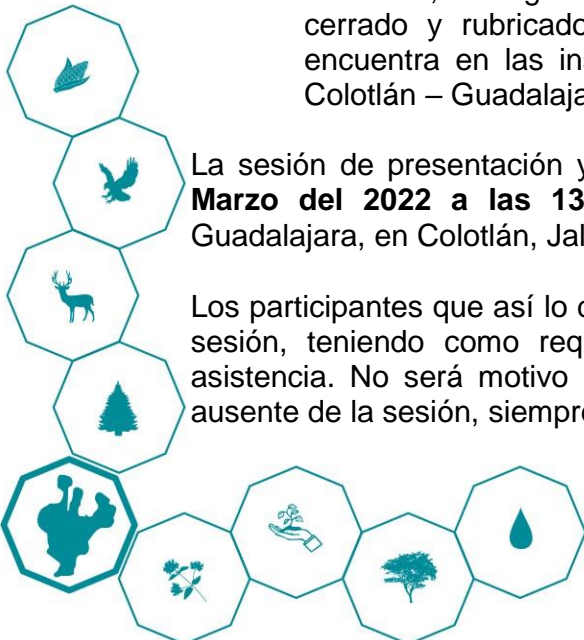 cerrado y rubricado
encuentra en las ins
Colotlán – Guadalaja
La sesión de presentación y
Marzo del 2022 a las 13
Guadalajara, en Colotlán, Jal
Los participantes que así lo
sesión, teniendo como req
asistencia. No será motivo
ausente de la sesión, siempre